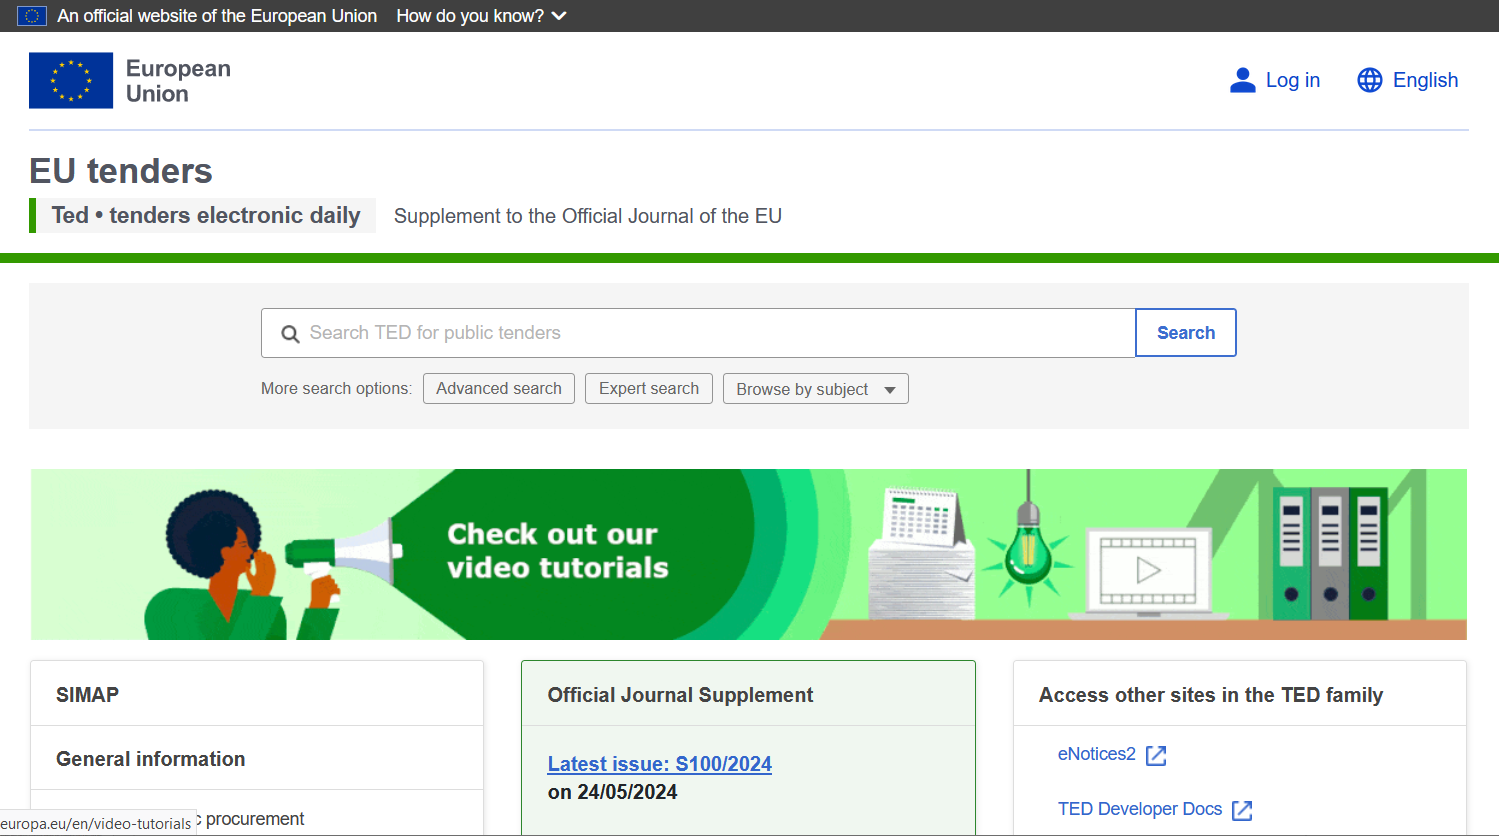 An official website of the European Union How do you know?
European
Union
Log in
English
EU tenders
Ted • tenders electronic daily
Supplement to the Official Journal of the EU
Search TED for public tenders
Search
More search options:
Advanced search
Expert search
Browse by subject
Check out our
video tutorials
SIMAP
General information
procurement
europa.eu/en/video-tutorials
Official Journal Supplement
Latest issue: S100/2024
on 24/05/2024
Access other sites in the TED family
eNotices2
TED Developer Docs